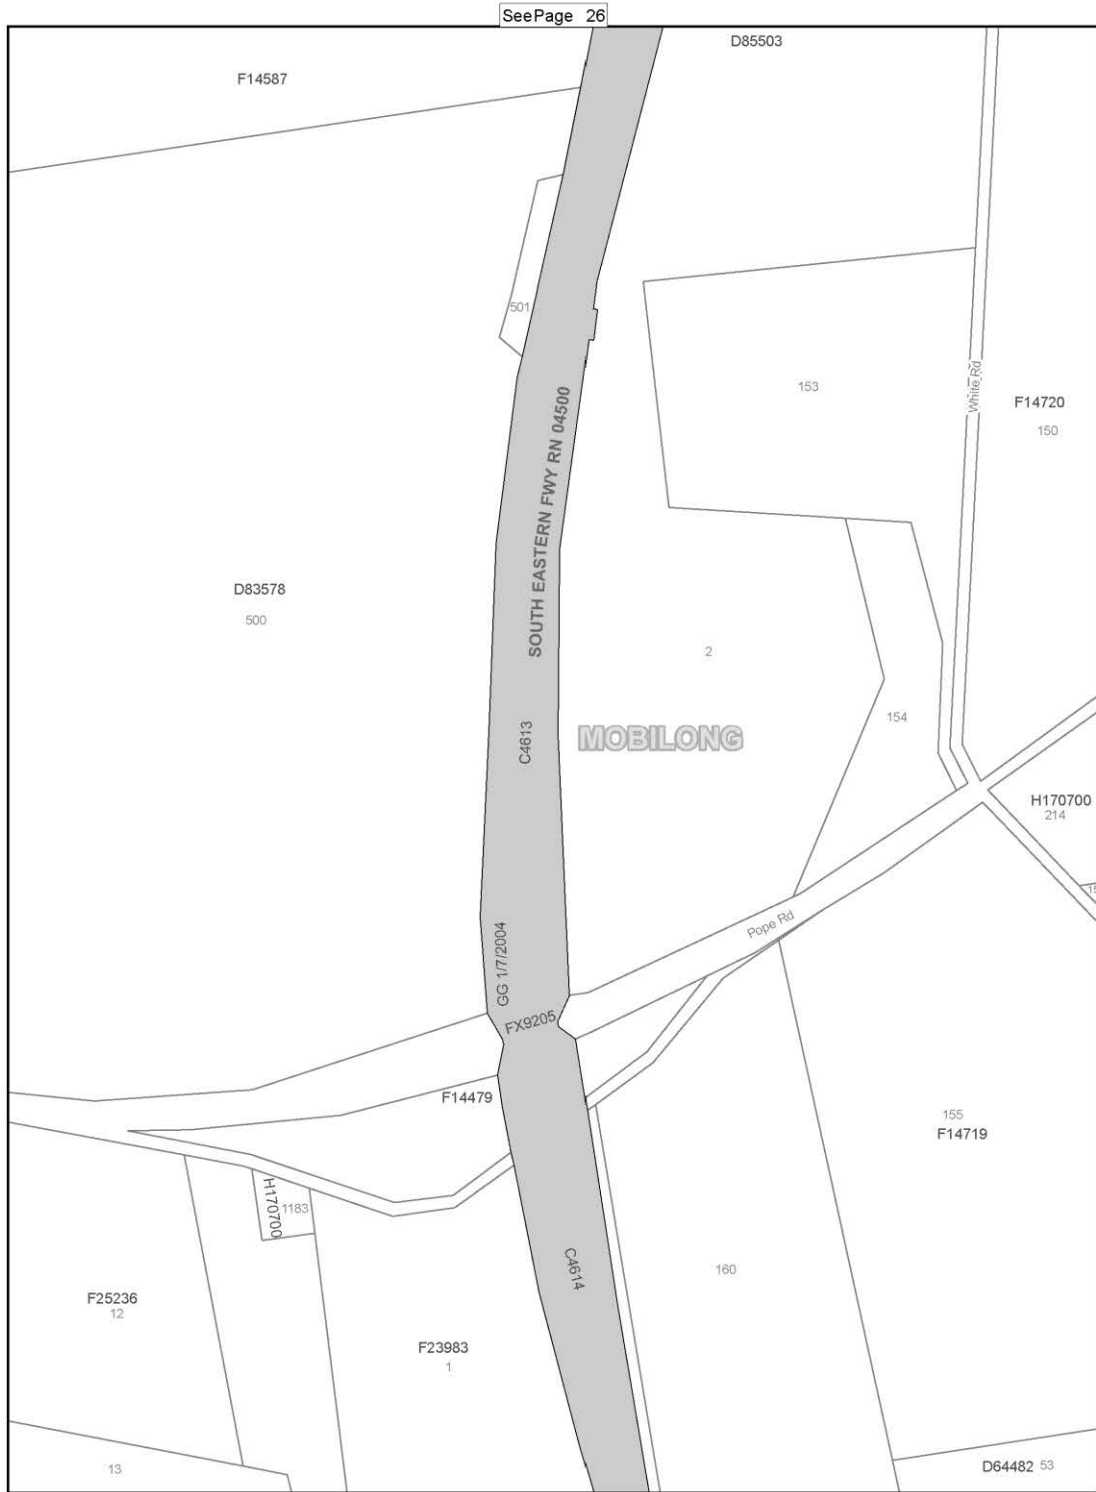 SeePage 26
D85503
F14587
501
153
White Rd
F14720
150
SOUTH EASTERN FWY RN 04500
D83578
500
2
154
C4613
MOBILONG
H170700
214
15
Pope Rd
GG 1/7/2004
FX9205
F14479
155
F14719
H170700
1183
C4614
160
F25236
12
F23983
1
13
D64482 53